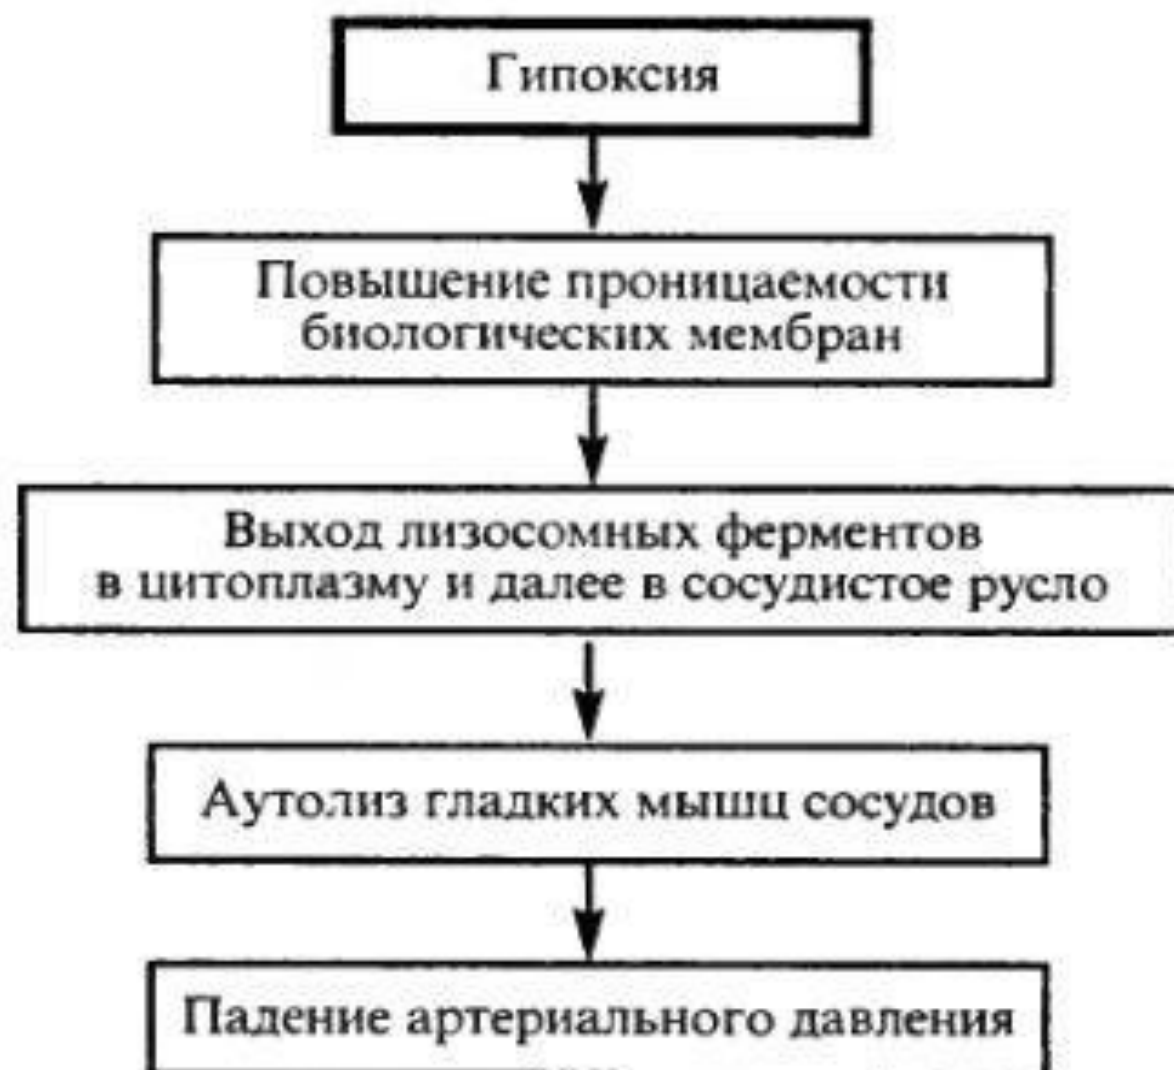 Гипоксия
Повышение проницаемости
биологических мембран
Выход лизосомных ферментов
в цитоплазму и далее в сосудистое русло
Аутолиз гладких мышц сосудов
Падение артериального давления